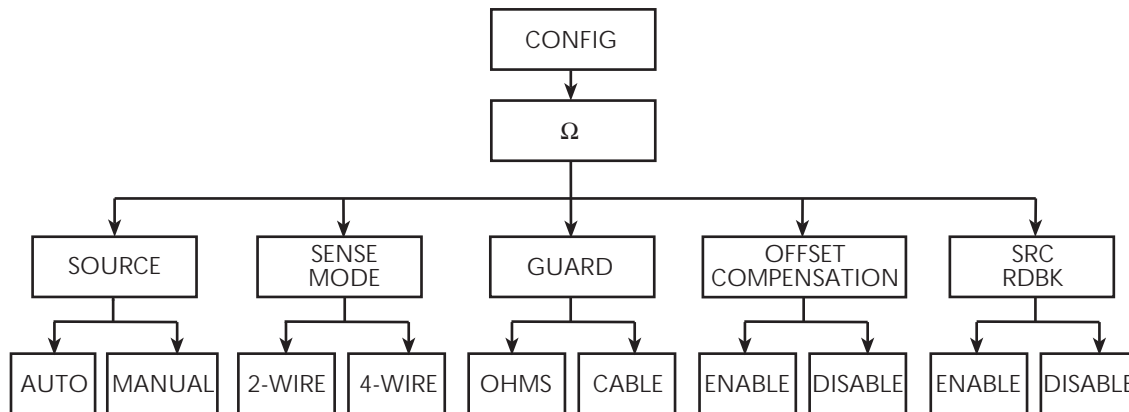 CONFIG
Ω
SOURCE
SENSE
MODE
GUARD
OFFSET
COMPENSATION
SRC
RDBK
AUTO
MANUAL
2-WIRE
4-WIRE
OHMS
CABLE
ENABLE
DISABLE
ENABLE
DISABLE